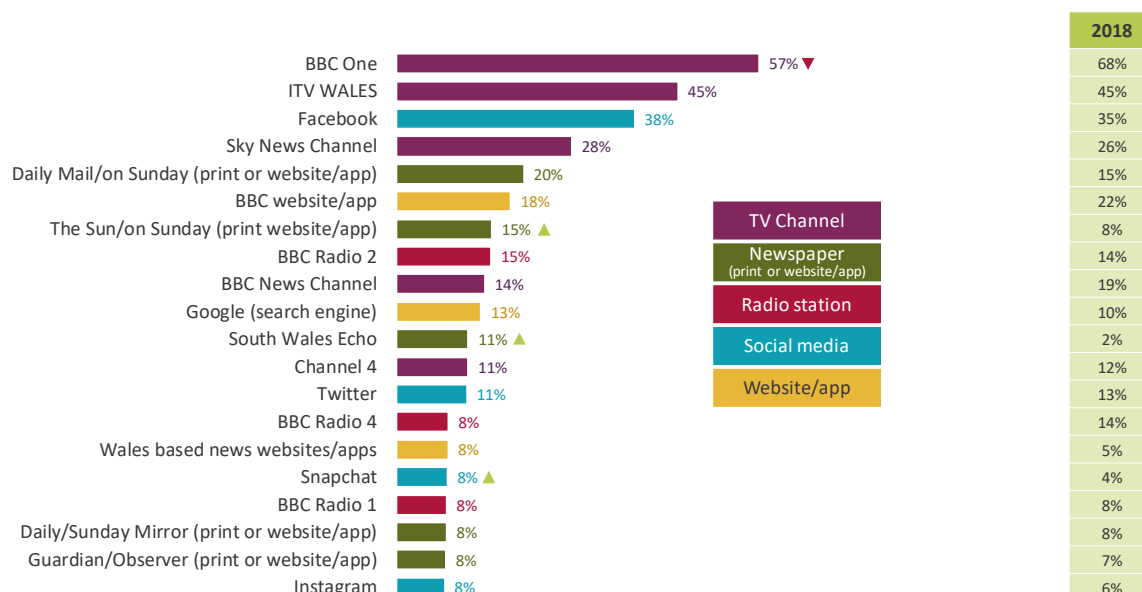 2018
BBC One 57% 68%
ITV WALES 45% 45%
Facebook 38% 35%
Sky News Channel 28% 26%
Daily Mail/on Sunday (print or website/app) 20% 15%
BBC website/app 18% 22%
The Sun/on Sunday (print website/app) 15% 8%
BBC Radio 2 15% 14%
BBC News Channel 14% 19%
Google (search engine) 13% 10%
South Wales Echo 11% 2%
Channel 4 11% 12%
Twitter 11% 13%
BBC Radio 4 8% 14%
Wales based news websites/apps 8% 5%
Snapchat 8% 4%
BBC Radio 1 8% 8%
Daily/Sunday Mirror (print or website/app) 8% 8%
Guardian/Observer (print or website/app) 8% 7%
Instagram 8% 6%
TV Channel
Newspaper
(print or website/app)
Radio station
Social media
Website/app